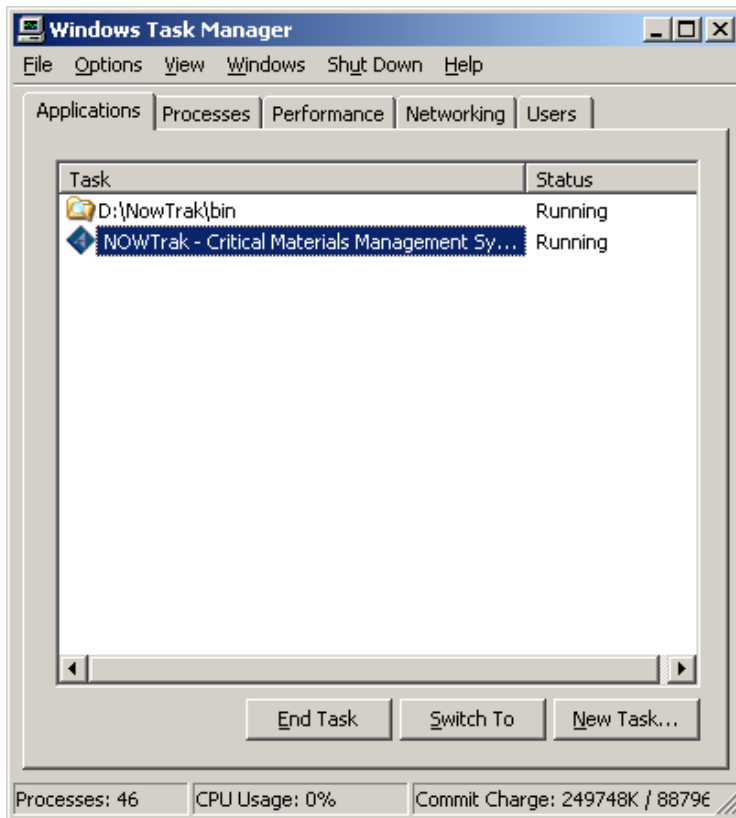 Windows Task Manager
File Options View Windows Shut Down Help
Applications Processes Performance Networking Users
Task Status
D:\NowTrak\bin Running
NOWTrak - Critical Materials Management Sy... Running
End Task Switch To New Task...
Processes: 46 CPU Usage: 0% Commit Charge: 249748K / 88796